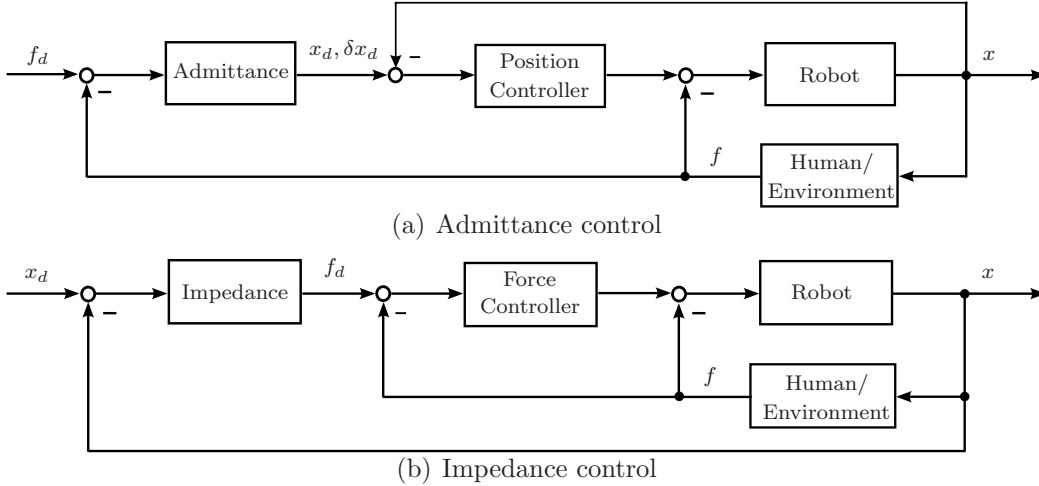 f_d
Admittance
x_d, δx_d
Position
Controller
Robot
x
f
Human/
Environment
(a) Admittance control
x_d
Impedance
f_d
Force
Controller
Robot
x
f
Human/
Environment
(b) Impedance control